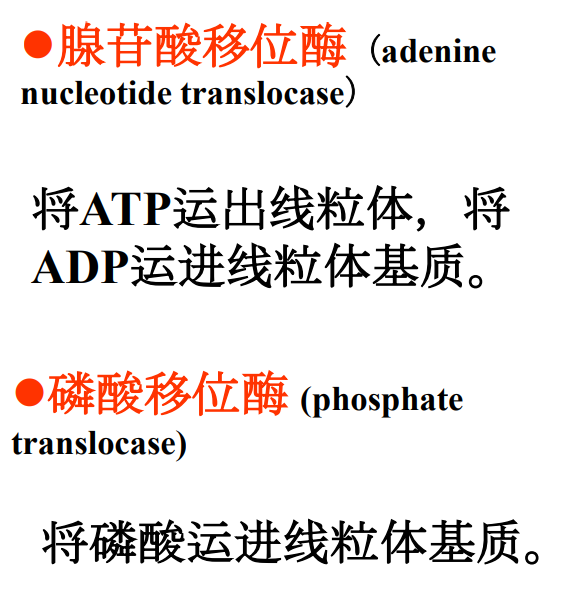 ●腺苷酸移位酶（adenine
nucleotide translocase）
将ATP运出线粒体，将
ADP运进线粒体基质。
●磷酸移位酶 (phosphate
translocase)
将磷酸运进线粒体基质。